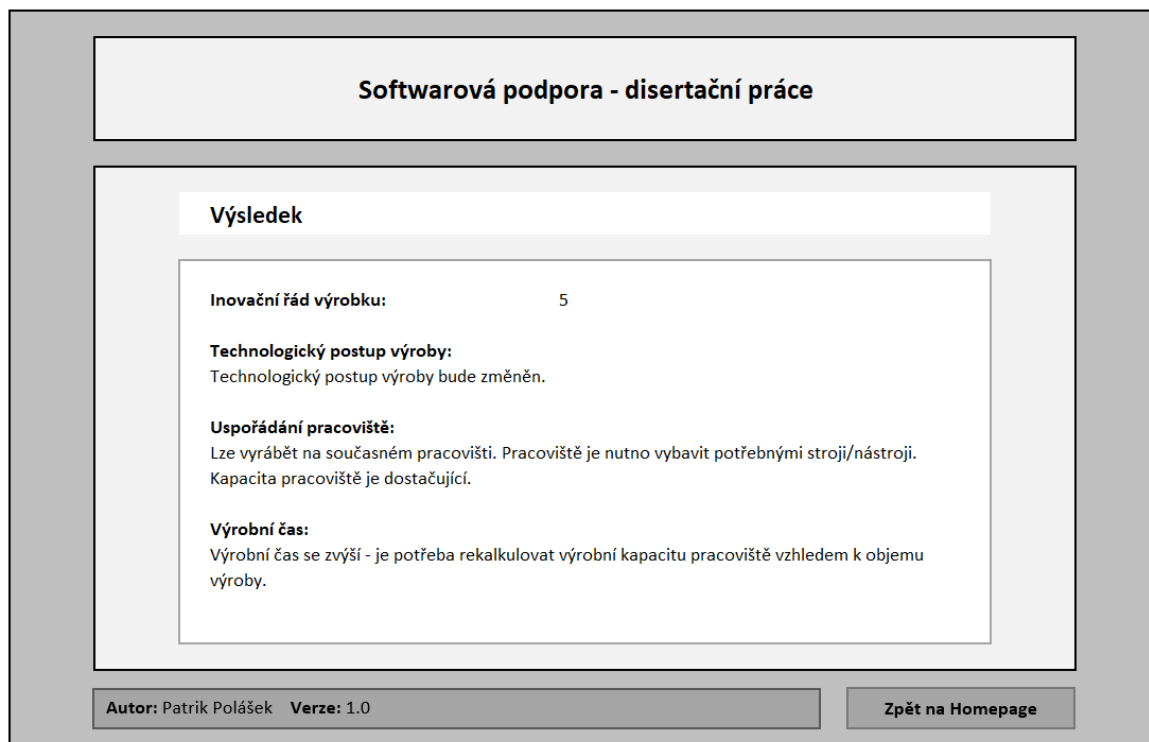 Softwarová podpora - disertační práce
Výsledek
Inovační řád výrobku: 5
Technologický postup výroby:
Technologický postup výroby bude změněn.
Uspořádání pracoviště:
Lze vyrábět na současném pracovišti. Pracoviště je nutno vybavit potřebnými stroji/nástroji.
Kapacita pracoviště je dostačující.
Výrobní čas:
Výrobní čas se zvýší - je potřeba rekalkulovat výrobní kapacitu pracoviště vzhledem k objemu
výroby.
Autor: Patrik Polášek Verze: 1.0
Zpět na Homepage